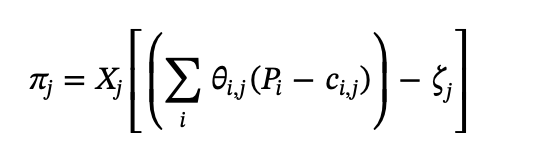 π_j = X_j [ ( ∑_i θ_{i,j}(P_i − c_{i,j}) ) − ζ_j ]